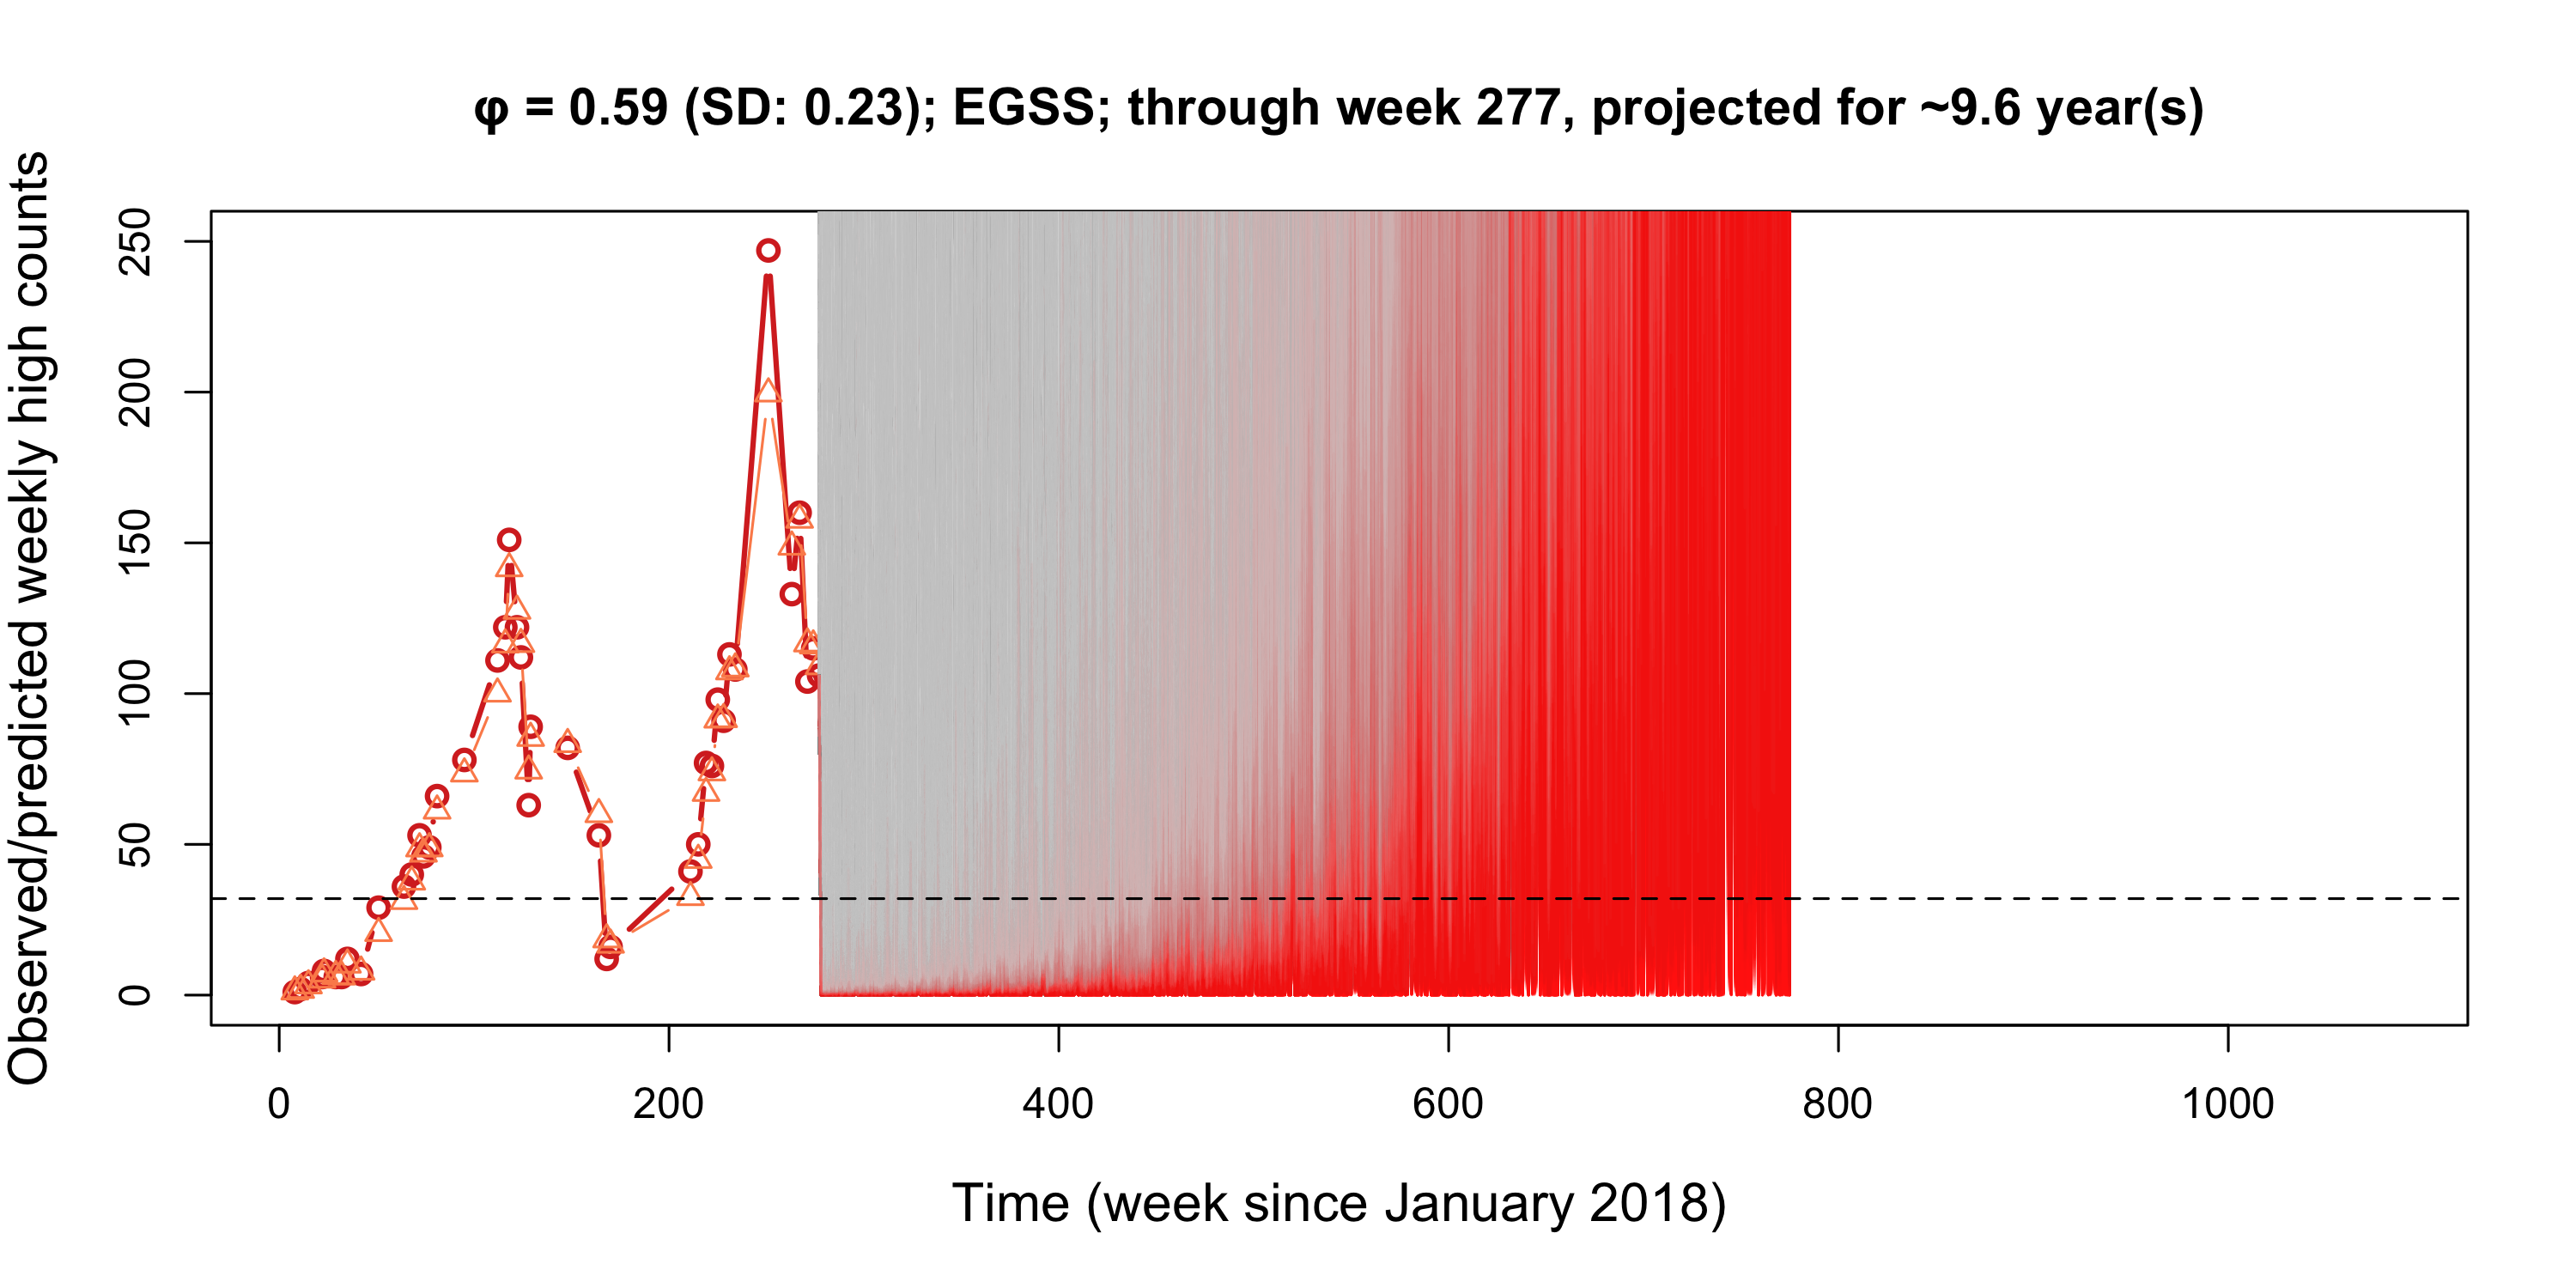 φ = 0.59 (SD: 0.23); EGSS; through week 277, projected for ~9.6 year(s)
Observed/predicted weekly high counts
250
200
150
100
50
0
0 200 400 600 800 1000
Time (week since January 2018)